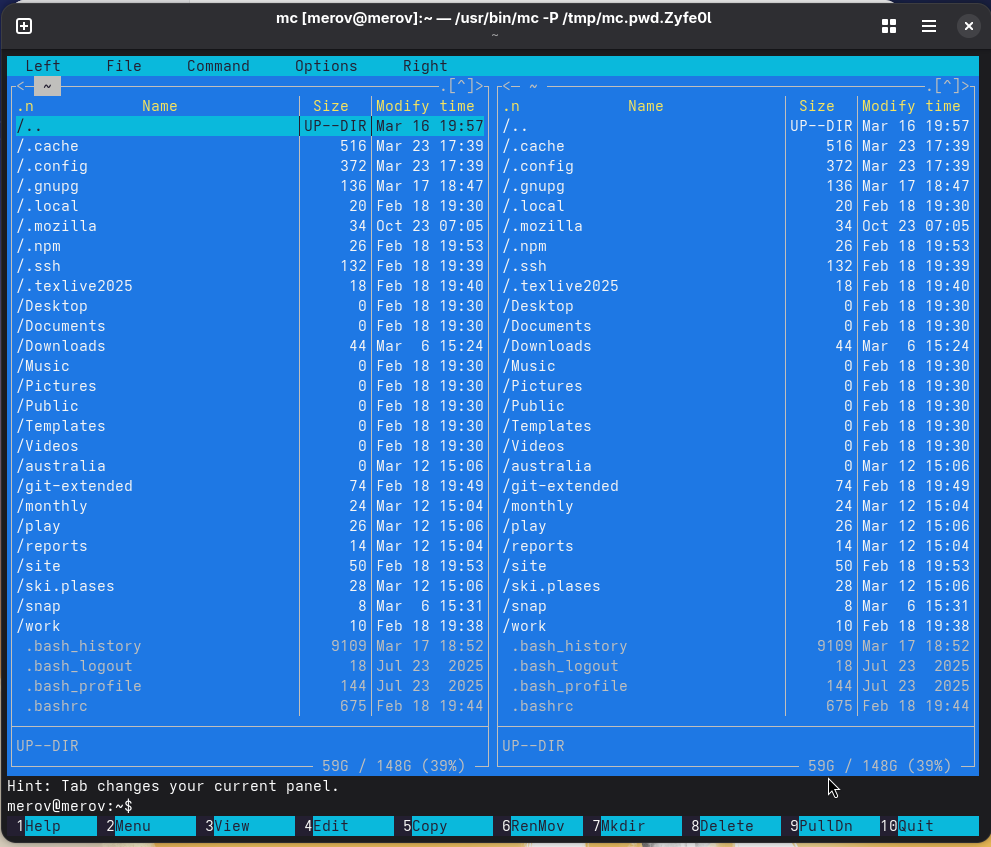 mc [merov@merov]:~ — /usr/bin/mc -P /tmp/mc.pwd.Zyfe0l
~
Left File Command Options Right
<— ~ .[^]> <— ~ .[^]>
.n Name Size Modify time .n Name Size Modify time
/.. UP--DIR Mar 16 19:57 /.. UP--DIR Mar 16 19:57
/.cache 516 Mar 23 17:39 /.cache 516 Mar 23 17:39
/.config 372 Mar 23 17:39 /.config 372 Mar 23 17:39
/.gnupg 136 Mar 17 18:47 /.gnupg 136 Mar 17 18:47
/.local 20 Feb 18 19:30 /.local 20 Feb 18 19:30
/.mozilla 34 Oct 23 07:05 /.mozilla 34 Oct 23 07:05
/.npm 26 Feb 18 19:53 /.npm 26 Feb 18 19:53
/.ssh 132 Feb 18 19:39 /.ssh 132 Feb 18 19:39
/.texlive2025 18 Feb 18 19:40 /.texlive2025 18 Feb 18 19:40
/Desktop 0 Feb 18 19:30 /Desktop 0 Feb 18 19:30
/Documents 0 Feb 18 19:30 /Documents 0 Feb 18 19:30
/Downloads 44 Mar 6 15:24 /Downloads 44 Mar 6 15:24
/Music 0 Feb 18 19:30 /Music 0 Feb 18 19:30
/Pictures 0 Feb 18 19:30 /Pictures 0 Feb 18 19:30
/Public 0 Feb 18 19:30 /Public 0 Feb 18 19:30
/Templates 0 Feb 18 19:30 /Templates 0 Feb 18 19:30
/Videos 0 Feb 18 19:30 /Videos 0 Feb 18 19:30
/australia 0 Mar 12 15:06 /australia 0 Mar 12 15:06
/git-extended 74 Feb 18 19:49 /git-extended 74 Feb 18 19:49
/monthly 24 Mar 12 15:04 /monthly 24 Mar 12 15:04
/play 26 Mar 12 15:06 /play 26 Mar 12 15:06
/reports 14 Mar 12 15:04 /reports 14 Mar 12 15:04
/site 50 Feb 18 19:53 /site 50 Feb 18 19:53
/ski.plases 28 Mar 12 15:06 /ski.plases 28 Mar 12 15:06
/snap 8 Mar 6 15:31 /snap 8 Mar 6 15:31
/work 10 Feb 18 19:38 /work 10 Feb 18 19:38
.bash_history 9109 Mar 17 18:52 .bash_history 9109 Mar 17 18:52
.bash_logout 18 Jul 23 2025 .bash_logout 18 Jul 23 2025
.bash_profile 144 Jul 23 2025 .bash_profile 144 Jul 23 2025
.bashrc 675 Feb 18 19:44 .bashrc 675 Feb 18 19:44
UP--DIR UP--DIR
59G / 148G (39%) 59G / 148G (39%)
Hint: Tab changes your current panel.
merov@merov:~$
1Help 2Menu 3View 4Edit 5Copy 6RenMov 7Mkdir 8Delete 9PullDn 10Quit